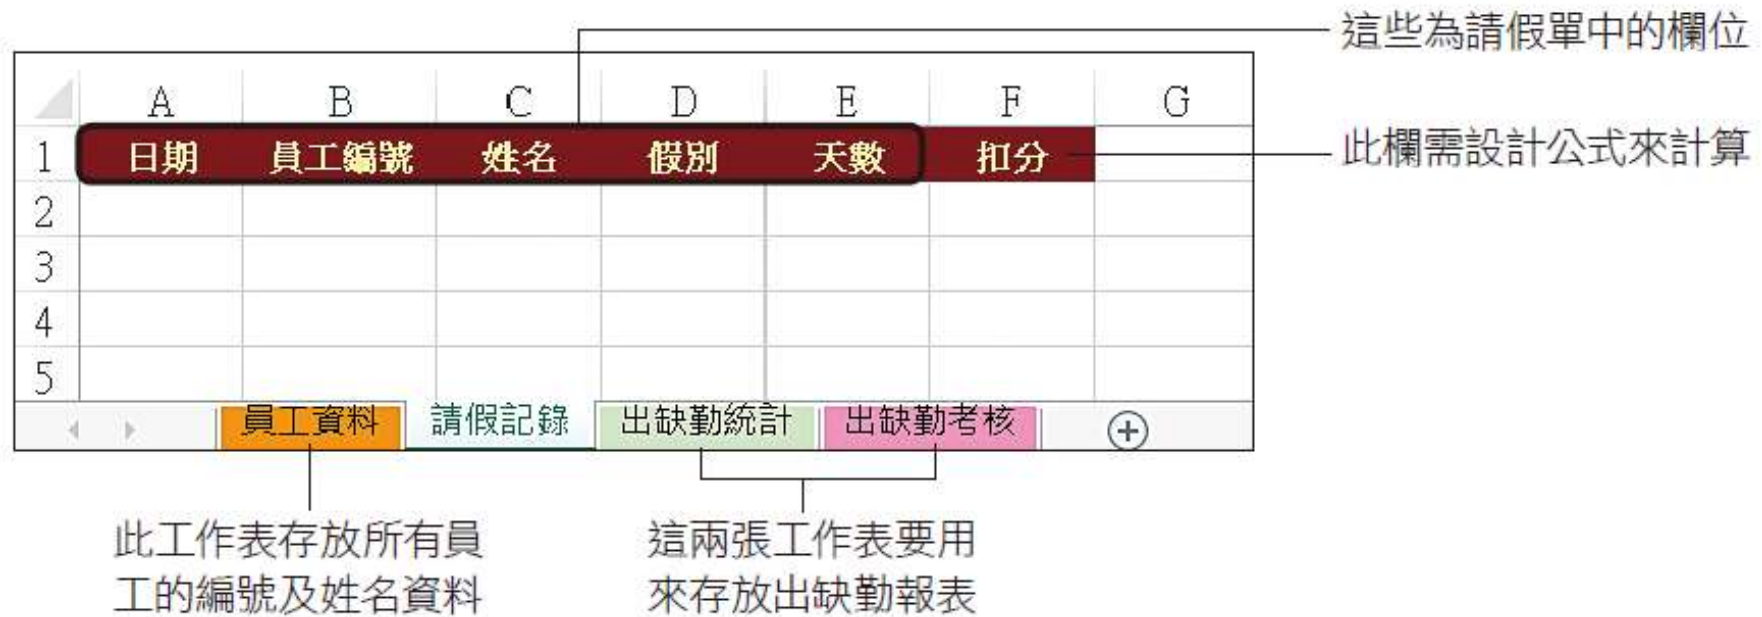 這些為請假單中的欄位
A B C D E F G
1 日期 員工編號 姓名 假別 天數 扣分
此欄需設計公式來計算
2
3
4
5
員工資料 請假記錄 出缺勤統計 出缺勤考核
此工作表存放所有員
工的編號及姓名資料
這兩張工作表要用
來存放出缺勤報表